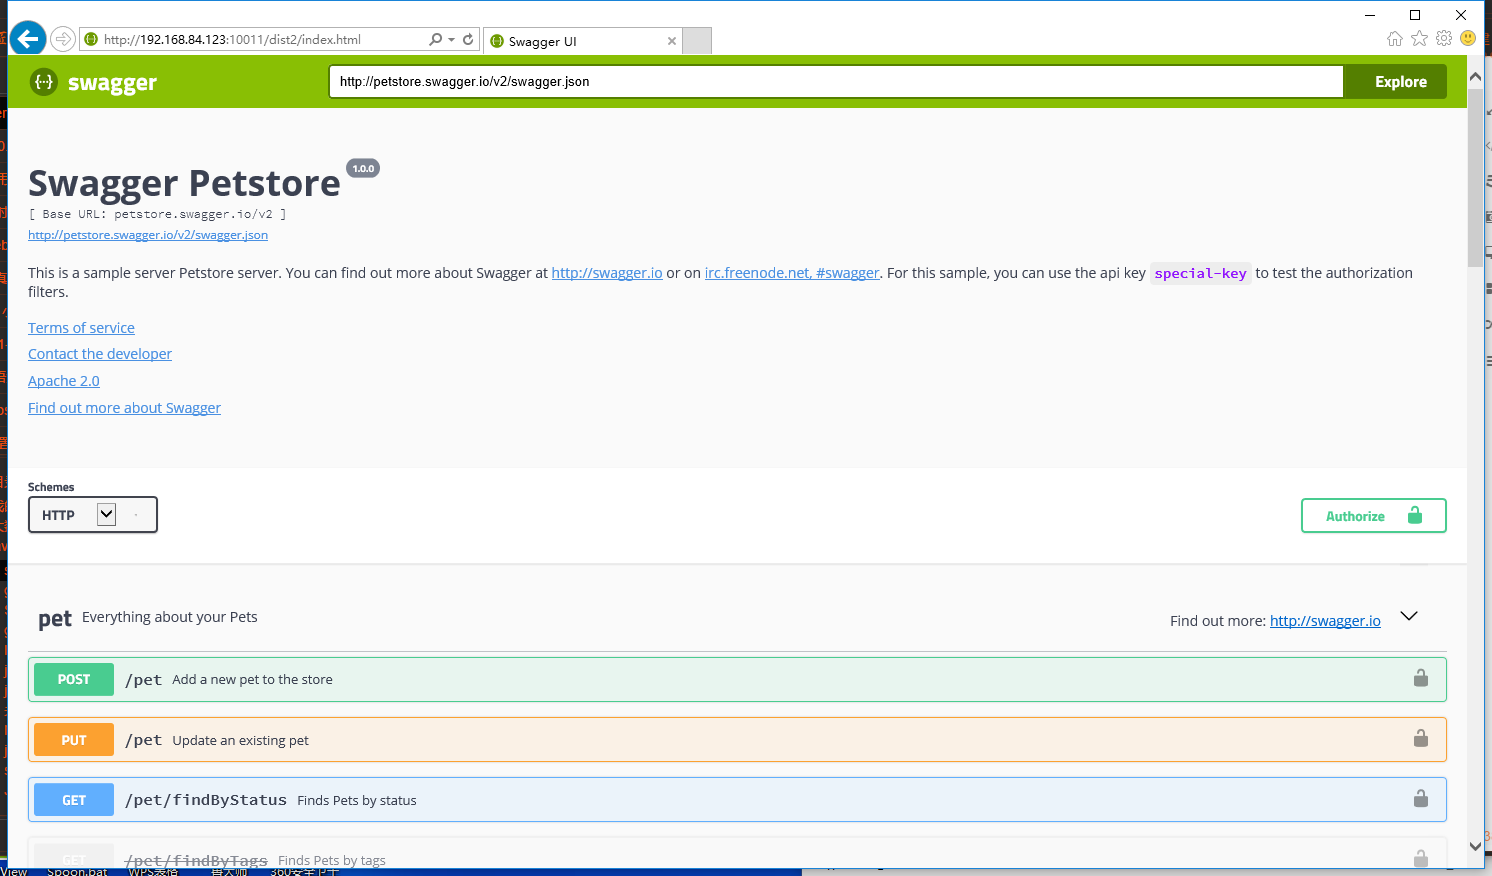 http://192.168.84.123:10011/dist2/index.html
Swagger UI
swagger
http://petstore.swagger.io/v2/swagger.json
Explore
Swagger Petstore 1.0.0
[ Base URL: petstore.swagger.io/v2 ]
http://petstore.swagger.io/v2/swagger.json
This is a sample server Petstore server. You can find out more about Swagger at http://swagger.io or on irc.freenode.net, #swagger. For this sample, you can use the api key special-key to test the authorization
filters.
Terms of service
Contact the developer
Apache 2.0
Find out more about Swagger
Schemes
HTTP
Authorize
pet Everything about your Pets
Find out more: http://swagger.io
POST /pet Add a new pet to the store
PUT /pet Update an existing pet
GET /pet/findByStatus Finds Pets by status
GET /pet/findByTags Finds Pets by tags
View Spoon.bat WPS表格 鲁大师 360安全卫士